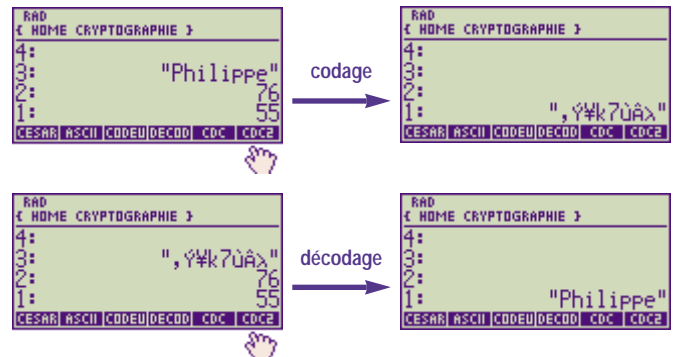 RAD
{ HOME CRYPTOGRAPHIE }
4:
3: "Philippe"
2: 76
1: 55
CESAR ASCII CODEU DECOD CDC CDC2
codage
RAD
{ HOME CRYPTOGRAPHIE }
4:
3:
2:
1: ",Ý¥k7ùÂλ"
CESAR ASCII CODEU DECOD CDC CDC2
RAD
{ HOME CRYPTOGRAPHIE }
4:
3: ",Ý¥k7ùÂλ"
2: 76
1: 55
CESAR ASCII CODEU DECOD CDC CDC2
décodage
RAD
{ HOME CRYPTOGRAPHIE }
4:
3:
2:
1: "Philippe"
CESAR ASCII CODEU DECOD CDC CDC2